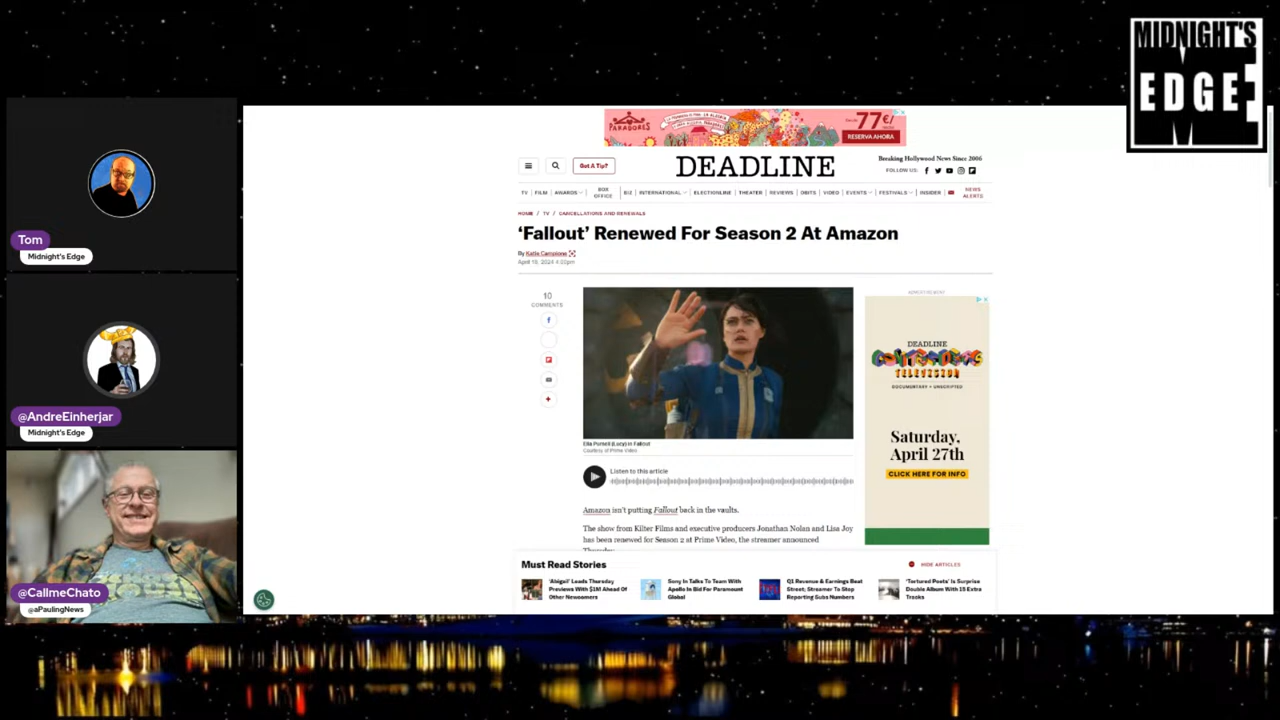 MIDNIGHT'S
EDGE
Tom
Midnight's Edge
@AndreEinherjar
Midnight's Edge
@CallmeChato
@aPaulingNews
PARADORES
77€/
RESERVA AHORA
Got A Tip?
DEADLINE
Breaking Hollywood News Since 2006
FOLLOW US:
TV FILM AWARDS BOX OFFICE BIZ INTERNATIONAL ELECTIONLINE THEATER REVIEWS OBITS VIDEO EVENTS FESTIVALS INSIDER NEWS ALERTS
HOME / TV / CANCELLATIONS AND RENEWALS
‘Fallout’ Renewed For Season 2 At Amazon
By Katie Campione
April 18, 2024 4:00pm
10
COMMENTS
ADVERTISEMENT
DEADLINE
CONTENDERS
TELEVISION
DOCUMENTARY + UNSCRIPTED
Saturday,
April 27th
CLICK HERE FOR INFO
Ella Purnell (Lucy) in Fallout
Courtesy of Prime Video
Listen to this article
Amazon isn’t putting Fallout back in the vaults.
The show from Kilter Films and executive producers Jonathan Nolan and Lisa Joy
has been renewed for Season 2 at Prime Video, the streamer announced
Thursday.
Must Read Stories
HIDE ARTICLES
‘Abigail’ Leads Thursday
Previews With $1M Ahead Of
Other Newcomers
Sony In Talks To Team With
Apollo In Bid For Paramount
Global
Q1 Revenue & Earnings Beat
Street; Streamer To Stop
Reporting Subs Numbers
‘Tortured Poets’ Is Surprise
Double Album With 15 Extra
Tracks